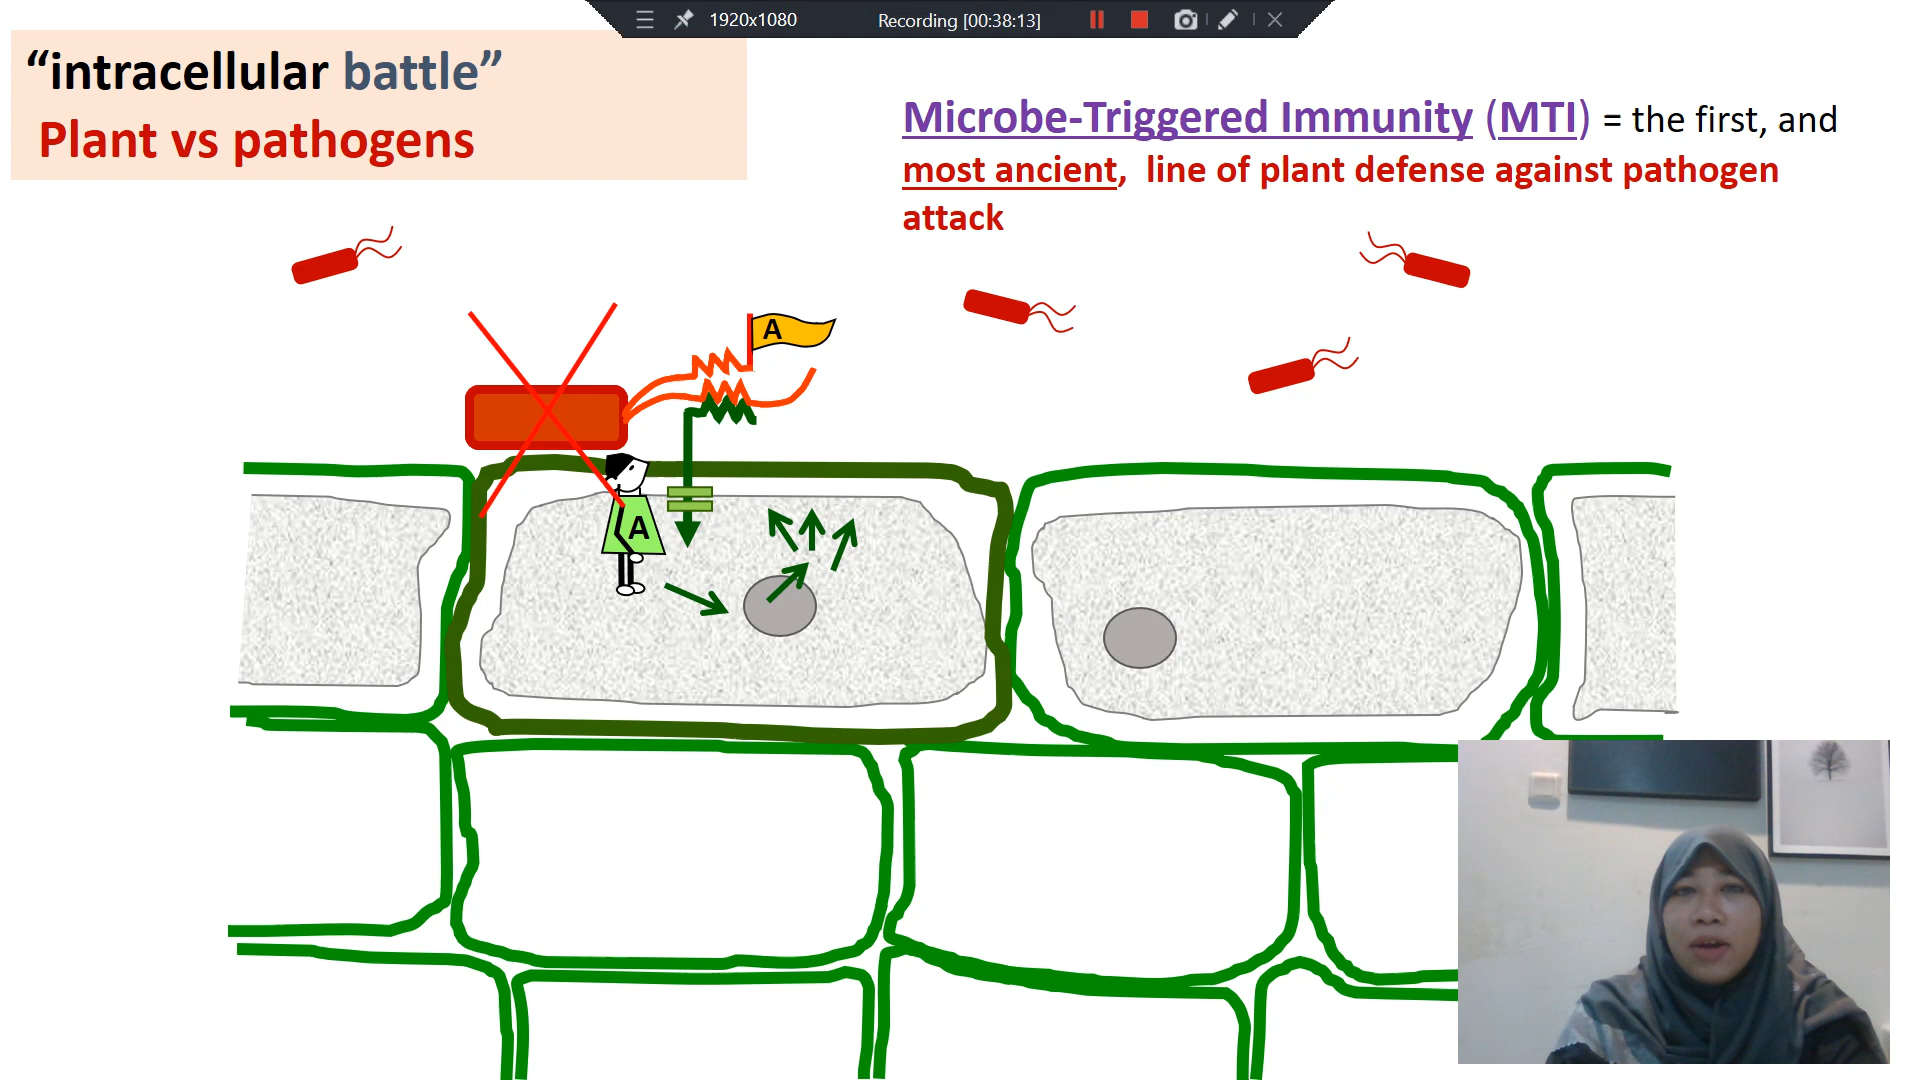 1920x1080
Recording [00:38:13]
“intracellular battle”
Plant vs pathogens
Microbe-Triggered Immunity (MTI) = the first, and
most ancient, line of plant defense against pathogen
attack
A
A